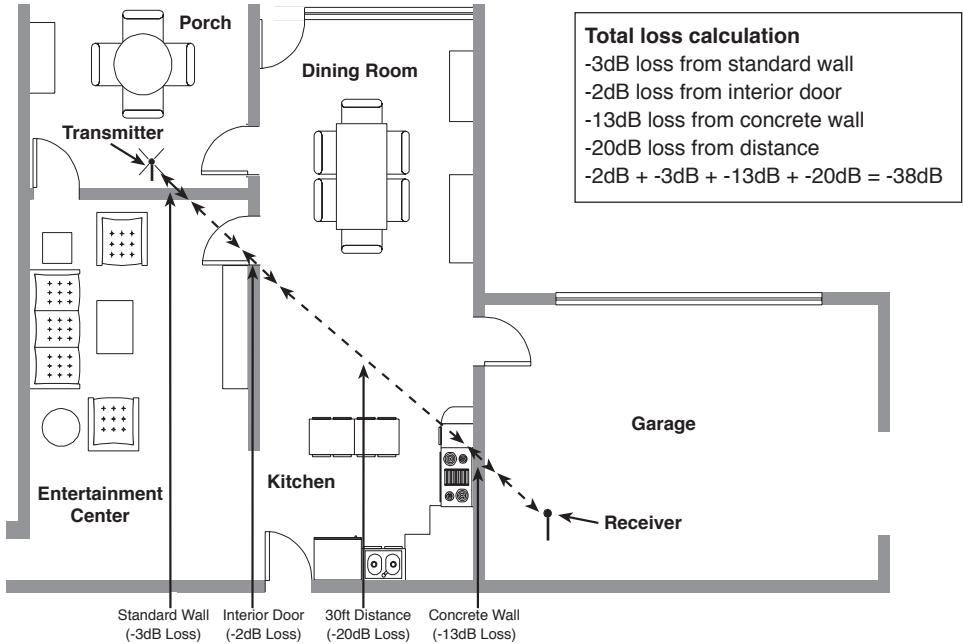 Porch
Dining Room
Transmitter
Total loss calculation
-3dB loss from standard wall
-2dB loss from interior door
-13dB loss from concrete wall
-20dB loss from distance
-2dB + -3dB + -13dB + -20dB = -38dB
Garage
Entertainment
Center
Kitchen
Receiver
Standard Wall
(-3dB Loss)
Interior Door
(-2dB Loss)
30ft Distance
(-20dB Loss)
Concrete Wall
(-13dB Loss)